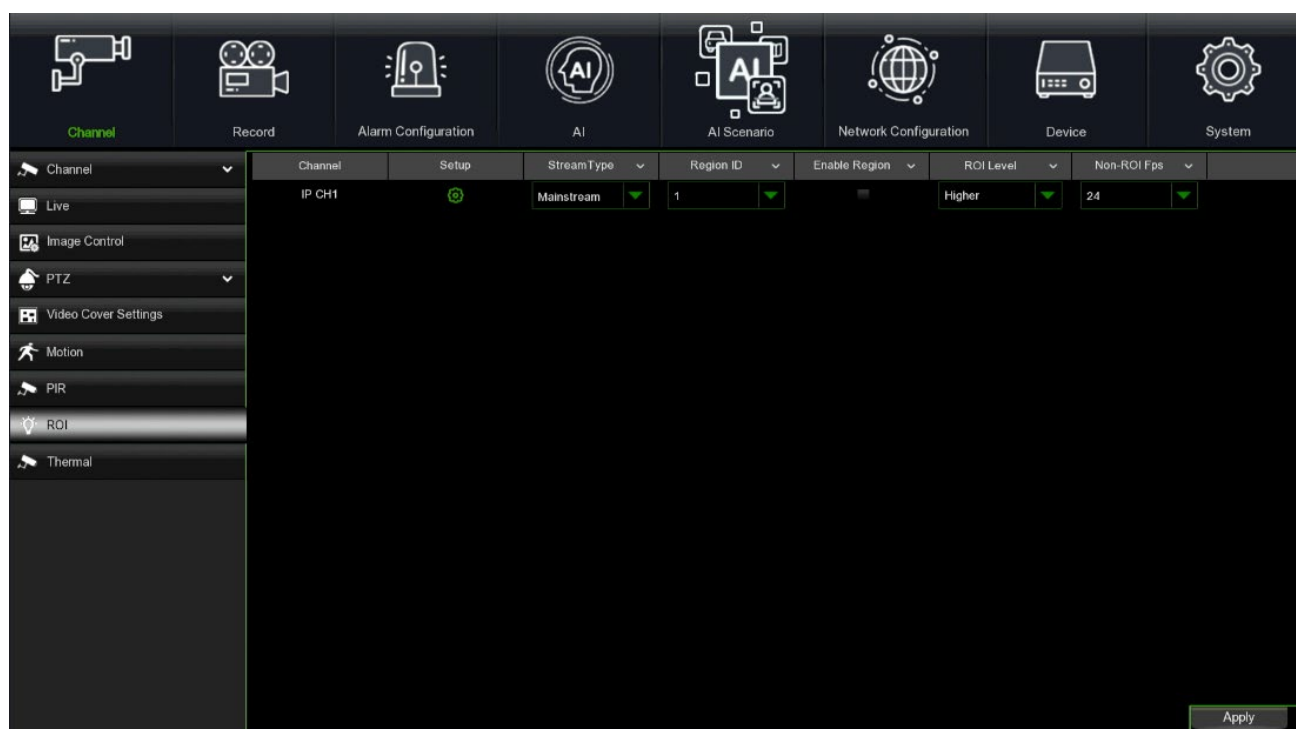 AI
AI
Channel Record Alarm Configuration AI AI Scenario Network Configuration Device System
Channel
Live
Image Control
PTZ
Video Cover Settings
Motion
PIR
ROI
Thermal
Channel Setup StreamType Region ID Enable Region ROI Level Non-ROI Fps
IP CH1 Mainstream 1 Higher 24
Apply